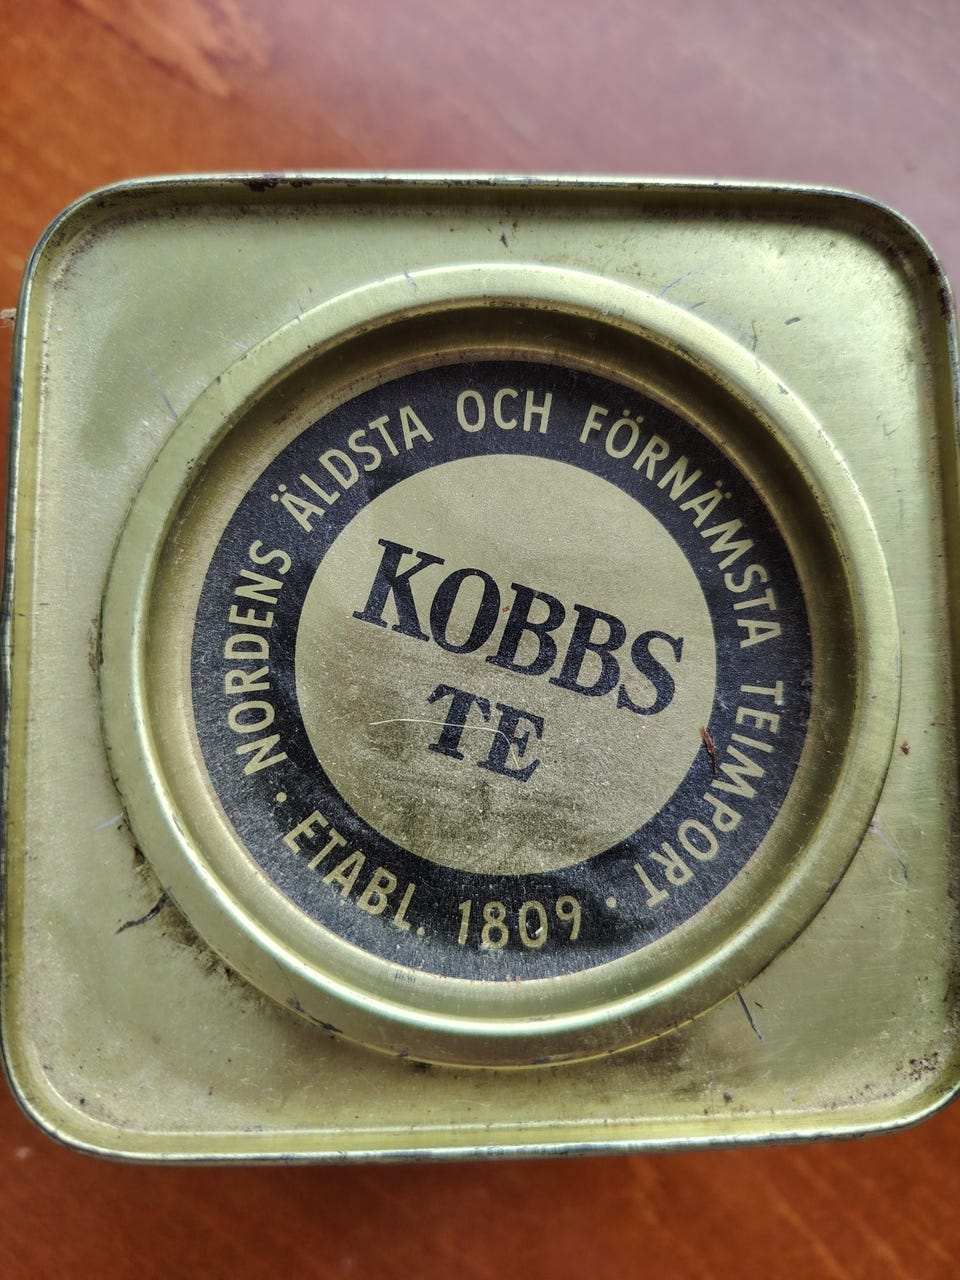 NORDENS ÄLDSTA OCH FÖRNÄMSTA TEIMPORT
· ETABL. 1809 ·
KOBBS
TE